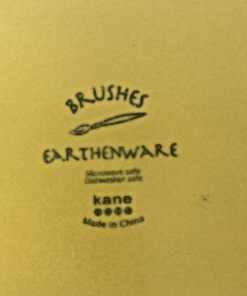 BRUSHES
EARTHENWARE
Microwave safe
Dishwasher safe
kane
Made in China